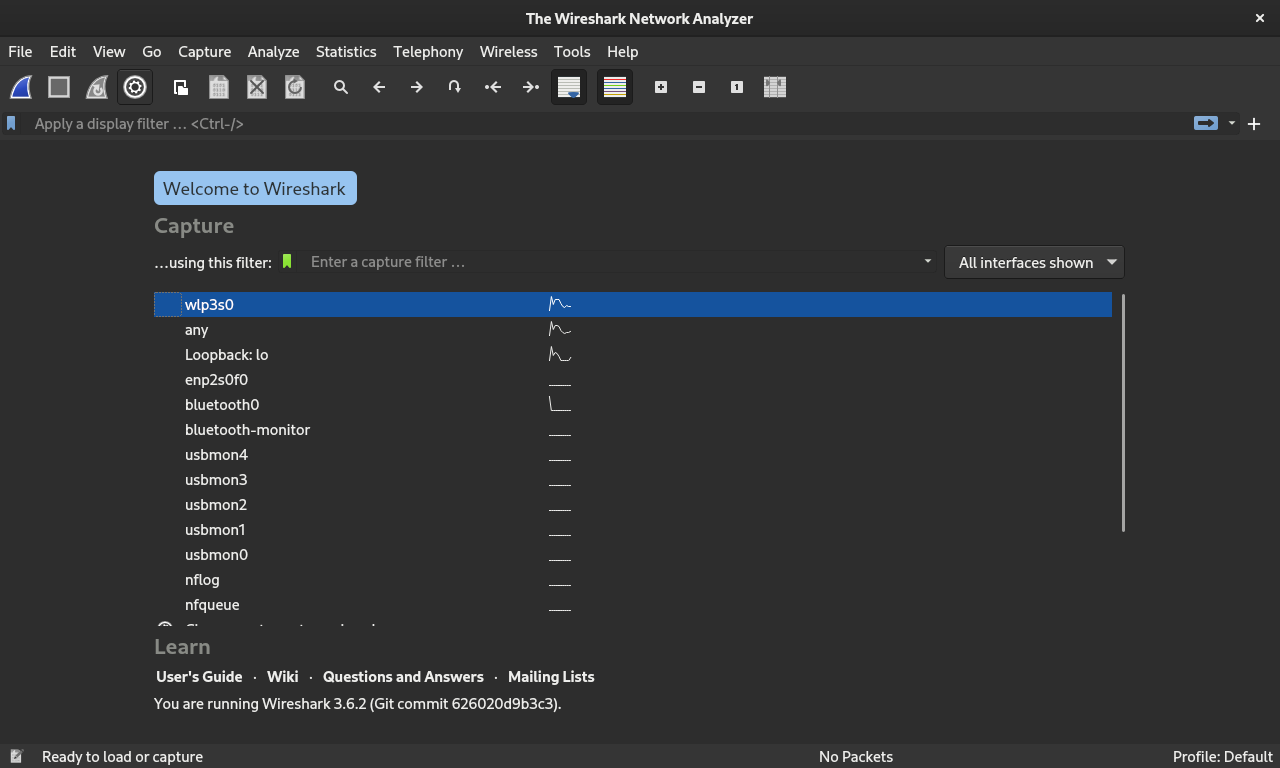 The Wireshark Network Analyzer
File Edit View Go Capture Analyze Statistics Telephony Wireless Tools Help
Apply a display filter … <Ctrl-/>
Welcome to Wireshark
Capture
…using this filter: Enter a capture filter … All interfaces shown
wlp3s0
any
Loopback: lo
enp2s0f0
bluetooth0
bluetooth-monitor
usbmon4
usbmon3
usbmon2
usbmon1
usbmon0
nflog
nfqueue
Learn
User's Guide · Wiki · Questions and Answers · Mailing Lists
You are running Wireshark 3.6.2 (Git commit 626020d9b3c3).
Ready to load or capture No Packets Profile: Default